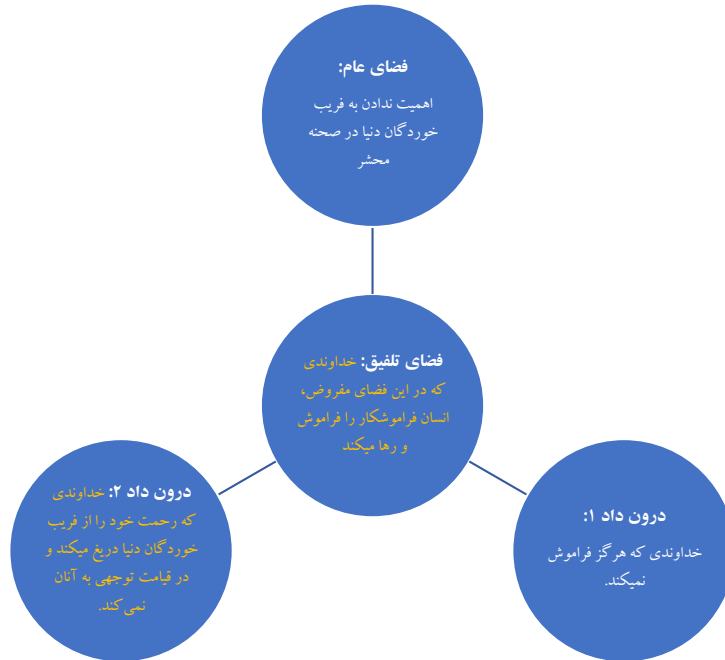 فضای عام:
اهمیت ندادن به فریب
خوردگان دنیا در صحنه
محشر
فضای تلفیق: خداوندی
که در این فضای مفروض،
انسان فراموشکار را فراموش
و رها میکند
درون داد ۱:
خداوندی که هرگز فراموش
نمیکند.
درون داد ۲: خداوندی
که رحمت خود را از فریب
خوردگان دنیا دریغ میکند و
در قیامت توجهی به آنان
نمی‌کند.